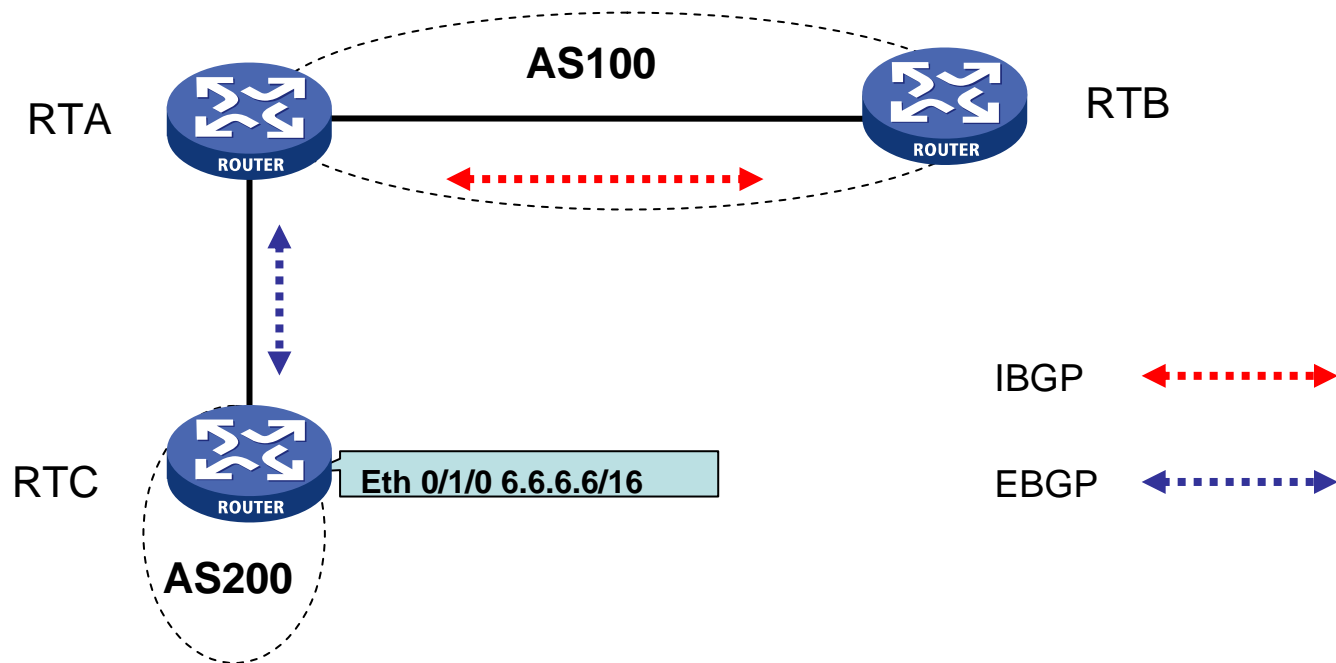 AS100
RTA
ROUTER
ROUTER
RTB
IBGP
RTC
ROUTER
Eth 0/1/0 6.6.6.6/16
EBGP
AS200